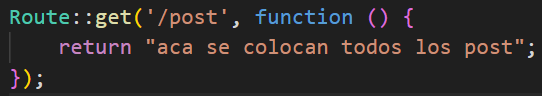 Route::get('/post', function () {
    return "aca se colocan todos los post";
});